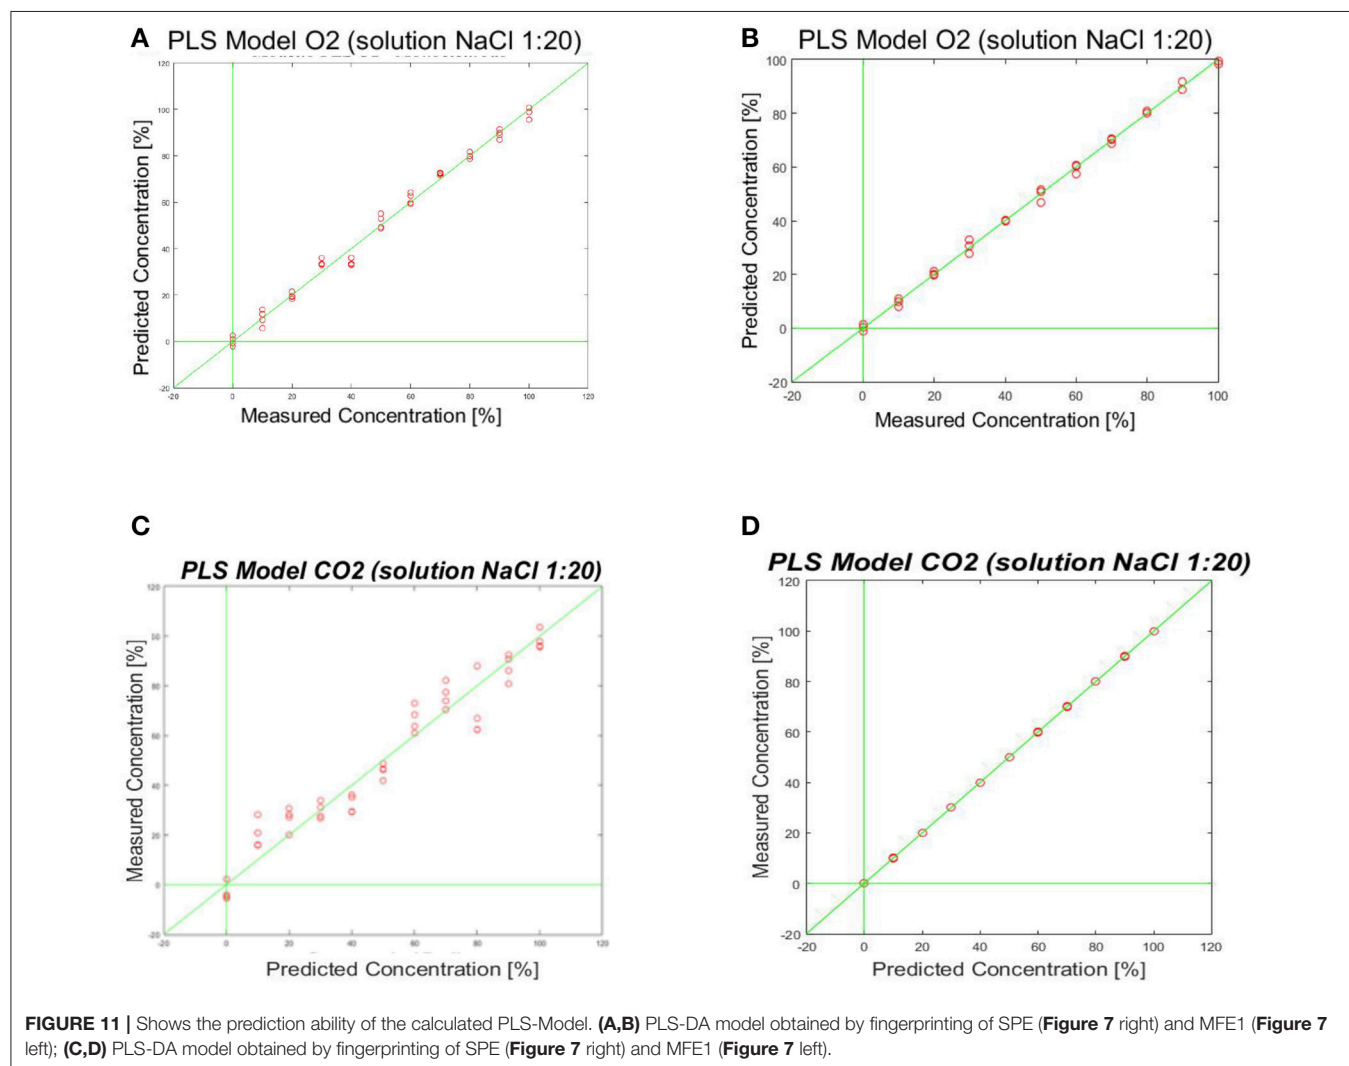 A
PLS Model O2 (solution NaCl 1:20)
120
100
80
60
40
20
0
-20
-20 0 20 40 60 80 100 120
Predicted Concentration [%]
Measured Concentration [%]
B
PLS Model O2 (solution NaCl 1:20)
100
80
60
40
20
0
-20
-20 0 20 40 60 80 100
Predicted Concentration [%]
Measured Concentration [%]
C
PLS Model CO2 (solution NaCl 1:20)
120
80
60
40
20
0
-20
-20 0 20 40 60 80 100 120
Measured Concentration [%]
Predicted Concentration [%]
D
PLS Model CO2 (solution NaCl 1:20)
120
100
80
60
40
20
0
-20
-20 0 20 40 60 80 100 120
Measured Concentration [%]
Predicted Concentration [%]
FIGURE 11 | Shows the prediction ability of the calculated PLS-Model. (A,B) PLS-DA model obtained by fingerprinting of SPE (Figure 7 right) and MFE1 (Figure 7
left); (C,D) PLS-DA model obtained by fingerprinting of SPE (Figure 7 right) and MFE1 (Figure 7 left).